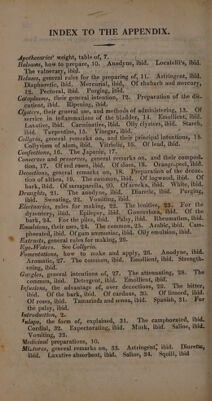 INDEX TO THE APPENDIX.
Apothecaries' weight, table of, 7.
Balsams, how to prepare, 10. Anodyne, ibid. Locatelli's, ibid.
The vulnerary, ibid.
Boluses, general rules for the preparing of, 11. Astringent, ibid.
Diaphoretic, ibid. Mercurial, ibid. Of rhubarb and mercury,
12. Pectoral, ibid. Purging, ibid.
Cataplasms, their general intention, 12. Preparation of the dis-
cutient, ibid. Ripening, ibid.
Clysters, their general use, and methods of administering, 13. Of
service in inflammations of the bladder, 14. Emollient, ibid.
Laxative, ibid. Carminative, ibid. Oily clysters, ibid. Starch,
ibid. Turpentine, 15. Vinegar, ibid.
Collyria, general remarks on, and their principal intentions, 15.
Collyrium of alum, ibid. Vitriolic, 16. Of lead, ibid.
Confections, 16. The Japonic, 17.
Conserves and preserves, general remarks on, and their composi-
tion, 17. Of red roses, ibid. Of sloes, 18. Orange-peel, ibid.
Decoctions, general remarks on, 18. Preparation of the decoc-
tion of althea, 19. The common, ibid. Of logwood, ibid. Of
bark, ibid. Of sarsaparilla, 20. Of seneka, ibid. White, ibid.
Draughts, 21. The anodyne, ibid. Diuretic, ibid. Purging,
ibid. Sweating, 22. Vomiting, ibid.
Electuaries, rules for making, 22. The lenitive, 23. For the
dysentery, ibid. Epilepsy, ibid. Gonorrhœa, ibid. Of the
bark, 24. For the piles, ibid. Palsy, ibid. Rheumatism, ibid.
Emulsions, their uses, 24. The common, 25. Arabic, ibid. Cam-
phorated, ibid. Of gum ammoniac, ibid. Oily emulsion, ibid.
Extracts, general rules for making, 26.
Eye-Waters. See Collyria.
Fomentations, how to make and apply, 26. Anodyne, ibid.
Aromatic, 27. The common, ibid. Emollient, ibid. Strength-
ening, ibid.
Gargles, general intentions of, 27. The attenuating, 28. The
common, ibid. Detergent, ibid. Emollient, ibid.
Infusions, the advantage of, over decoctions, 29. The bitter,
ibid. Of the bark, ibid. Of carduus, 30. Of linseed, ibid.
Of roses, ibid. Tamarinds and senna, ibid. Spanish, 31. For
the palsy, ibid.
Introduction, 2.
Juleps, the form of, explained, 31. The camphorated, ibid.
Cordial, 32. Expectorating, ibid. Musk, ibid. Saline, ibid.
Vomiting, 33.
Medicinal preparations, 10.
Mixtures, general remarks on, 33. Astringent, ibid. Diuretic,
ibid. Laxative absorbent, ibid. Saline, 34. Squill, ibid